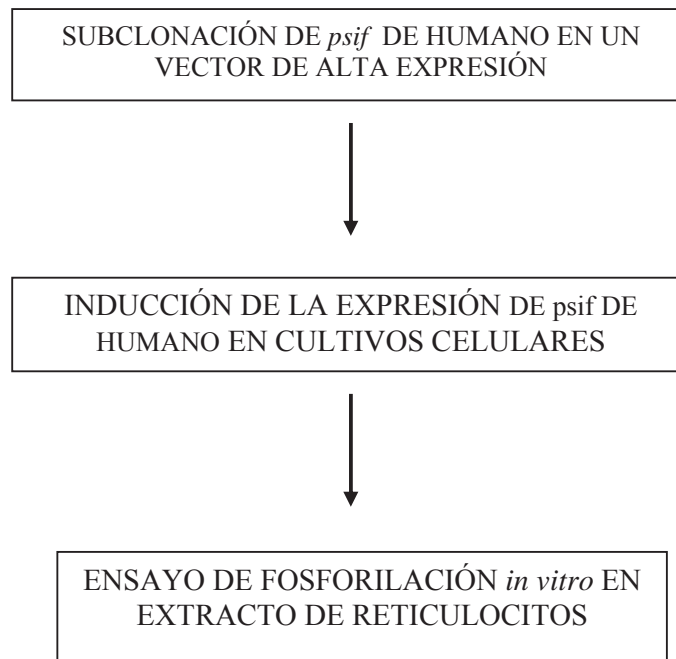 SUBCLONACIÓN DE psif DE HUMANO EN UN
VECTOR DE ALTA EXPRESIÓN
INDUCCIÓN DE LA EXPRESIÓN DE psif DE
HUMANO EN CULTIVOS CELULARES
ENSAYO DE FOSFORILACIÓN in vitro EN
EXTRACTO DE RETICULOCITOS